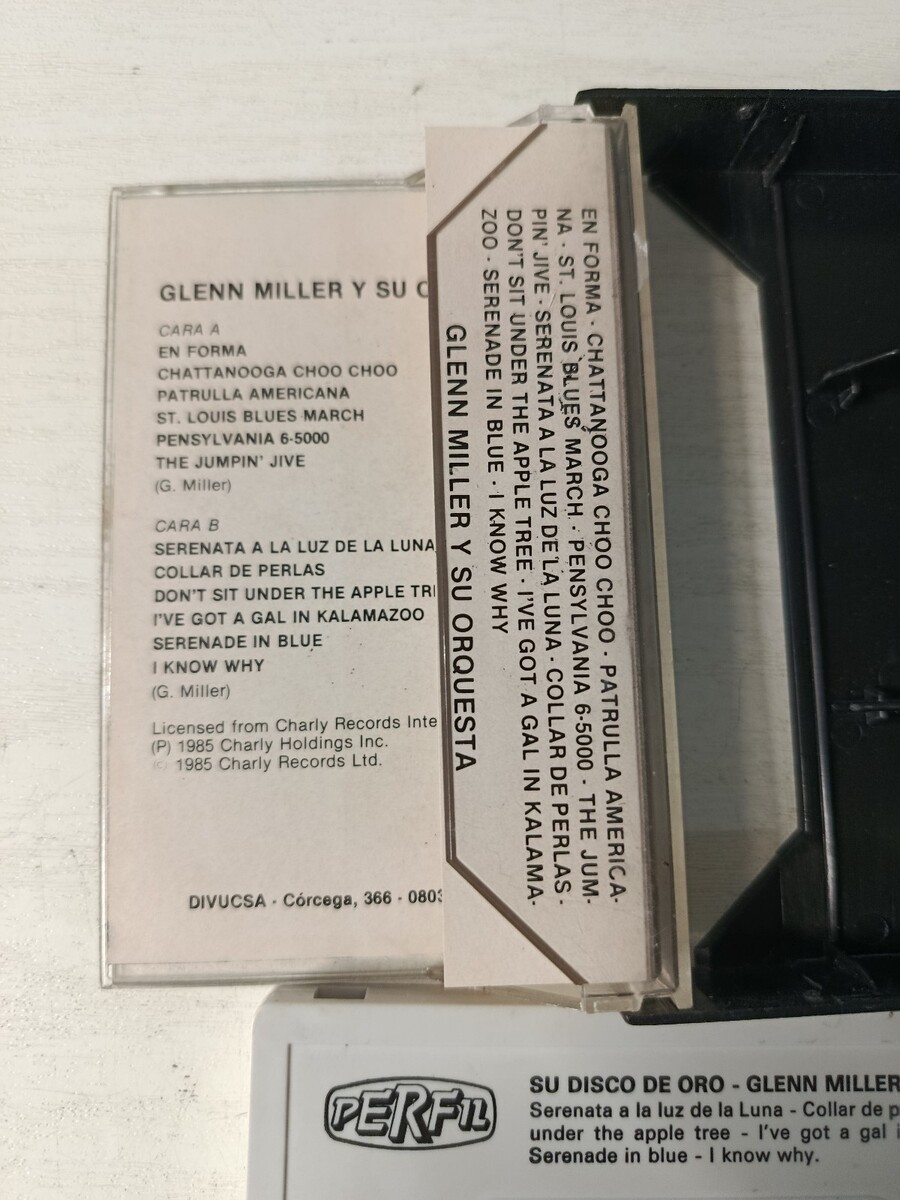 GLENN MILLER Y SU
CARA A
EN FORMA
CHATTANOOGA CHOO CHOO
PATRULLA AMERICANA
ST. LOUIS BLUES MARCH
PENSYLVANIA 6-5000
THE JUMPIN' JIVE
(G. Miller)
CARA B
SERENATA A LA LUZ DE LA LUNA
COLLAR DE PERLAS
DON'T SIT UNDER THE APPLE
I'VE GOT A GAL IN KALAMAZOO
SERENADE IN BLUE
I KNOW WHY
(G. Miller)
Licensed from Charly Records
(P) 1985 Charly Holdings Inc.
© 1985 Charly Records Ltd.
DIVUCSA · Córcega, 366 ·
EN FORMA · CHATTANOOGA CHOO CHOO · PATRULLA AMERICA-
NA · ST. LOUIS BLUES MARCH · PENSYLVANIA 6-5000 · THE JUM-
PIN' JIVE · SERENATA A LA LUZ DE LA LUNA · COLLAR DE PERLAS ·
DON'T SIT UNDER THE APPLE TREE · I'VE GOT A GAL IN KALAMA-
ZOO · SERENADE IN BLUE · I KNOW WHY
GLENN MILLER Y SU ORQUESTA
PERFIL
SU DISCO DE ORO - GLENN MILLER
Serenata a la luz de la Luna - Collar de
under the apple tree - I've got a gal
Serenade in blue - I know why.